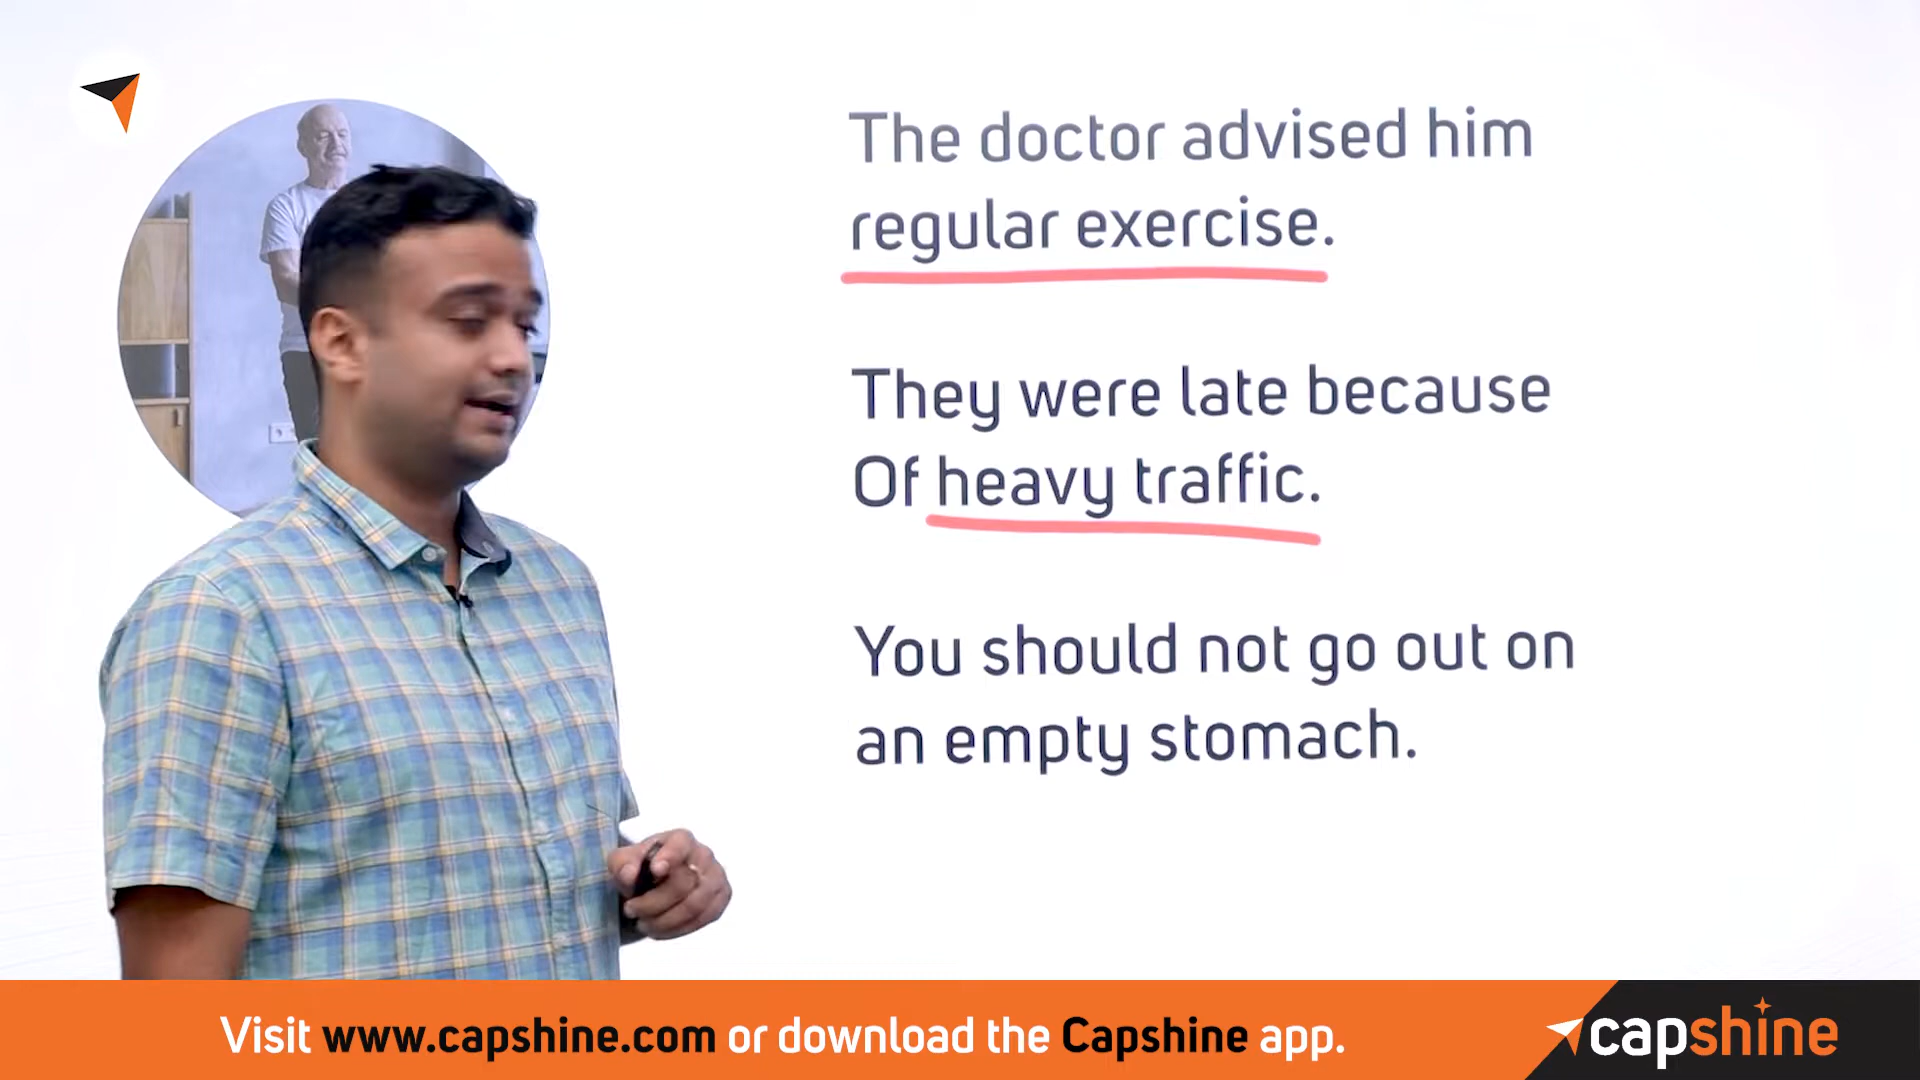 The doctor advised him
regular exercise.
They were late because
Of heavy traffic.
You should not go out on
an empty stomach.
Visit www.capshine.com or download the Capshine app.
capshine